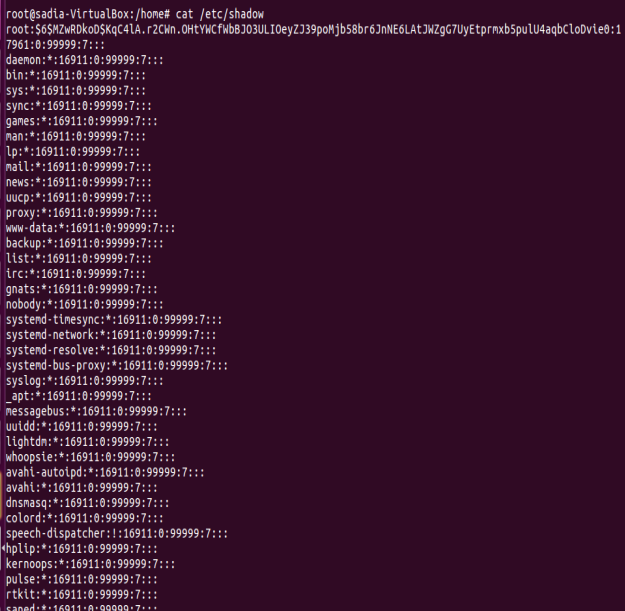 root@sadia-VirtualBox:/home# cat /etc/shadow
root:$6$MZwRDkoD$KqC4lA.r2CWn.OHtYWCfWbBJO3ULIOeyZJ39poMjb58br6JnNE6LAtJWZgG7UyEtprmxb5pulU4aqbCloDvie0:1
7961:0:99999:7:::
daemon:*:16911:0:99999:7:::
bin:*:16911:0:99999:7:::
sys:*:16911:0:99999:7:::
sync:*:16911:0:99999:7:::
games:*:16911:0:99999:7:::
man:*:16911:0:99999:7:::
lp:*:16911:0:99999:7:::
mail:*:16911:0:99999:7:::
news:*:16911:0:99999:7:::
uucp:*:16911:0:99999:7:::
proxy:*:16911:0:99999:7:::
www-data:*:16911:0:99999:7:::
backup:*:16911:0:99999:7:::
list:*:16911:0:99999:7:::
irc:*:16911:0:99999:7:::
gnats:*:16911:0:99999:7:::
nobody:*:16911:0:99999:7:::
systemd-timesync:*:16911:0:99999:7:::
systemd-network:*:16911:0:99999:7:::
systemd-resolve:*:16911:0:99999:7:::
systemd-bus-proxy:*:16911:0:99999:7:::
syslog:*:16911:0:99999:7:::
_apt:*:16911:0:99999:7:::
messagebus:*:16911:0:99999:7:::
uuidd:*:16911:0:99999:7:::
lightdm:*:16911:0:99999:7:::
whoopsie:*:16911:0:99999:7:::
avahi-autoipd:*:16911:0:99999:7:::
avahi:*:16911:0:99999:7:::
dnsmasq:*:16911:0:99999:7:::
colord:*:16911:0:99999:7:::
speech-dispatcher:!:16911:0:99999:7:::
hplip:*:16911:0:99999:7:::
kernoops:*:16911:0:99999:7:::
pulse:*:16911:0:99999:7:::
rtkit:*:16911:0:99999:7:::
saned:*:16911:0:99999:7:::